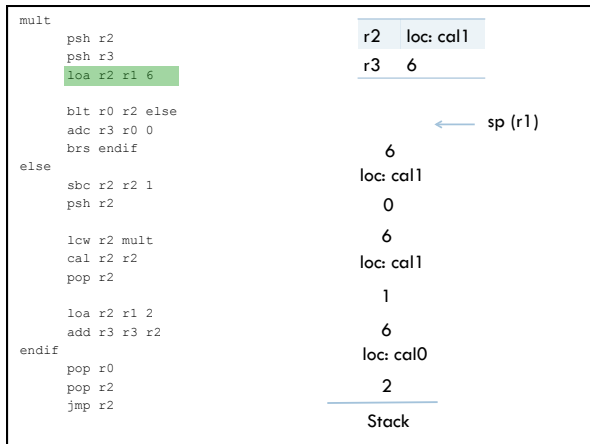 mult
psh r2
psh r3
loa r2 r1 6
blt r0 r2 else
adc r3 r0 0
brs endif
else
sbc r2 r2 1
psh r2
lcw r2 mult
cal r2 r2
pop r2
loa r2 r1 2
add r3 r3 r2
endif
pop r0
pop r2
jmp r2
r2 loc: cal1
r3 6
sp (r1)
6
loc: cal1
0
6
loc: cal1
1
6
loc: cal0
2
Stack